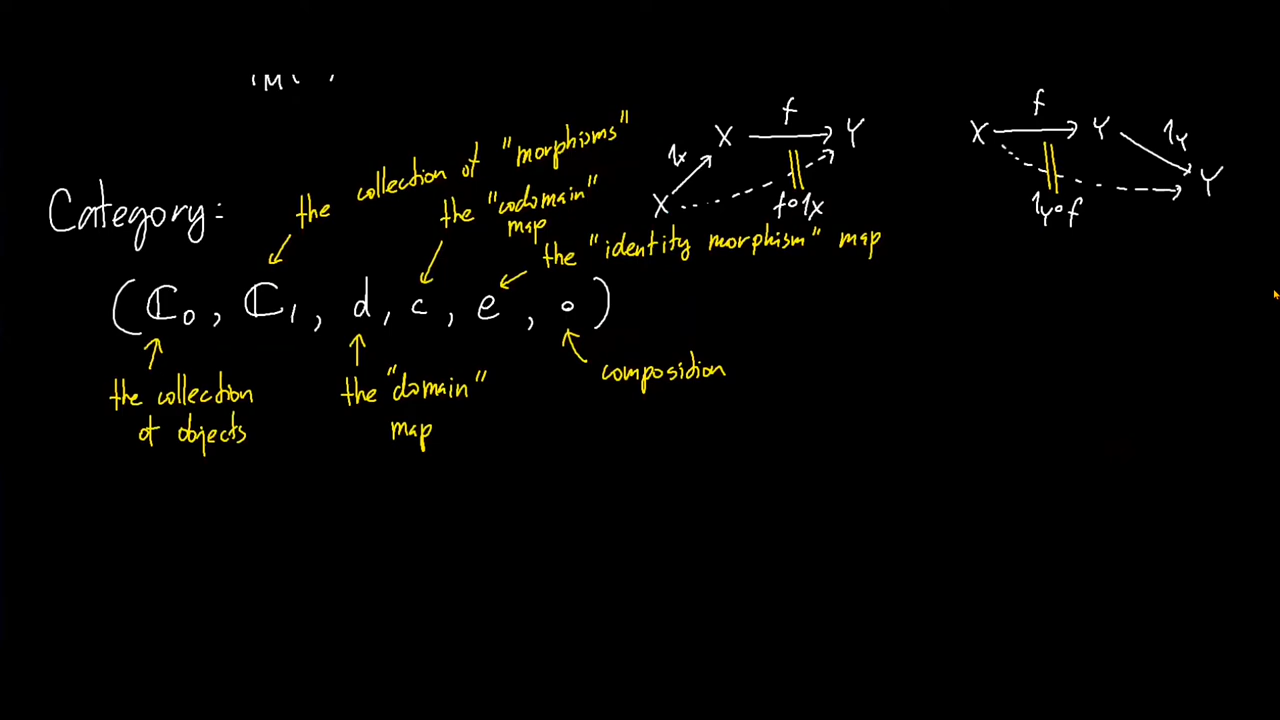 the collection of "morphisms"
Category:
the "codomain"
map
the "identity morphism" map
(ℂ₀, ℂ₁, d, c, e, ∘)
the collection
of objects
the "domain"
map
composition
f
X Y
1x
X
f∘1x
f
X Y
1Y
Y
1Y∘f